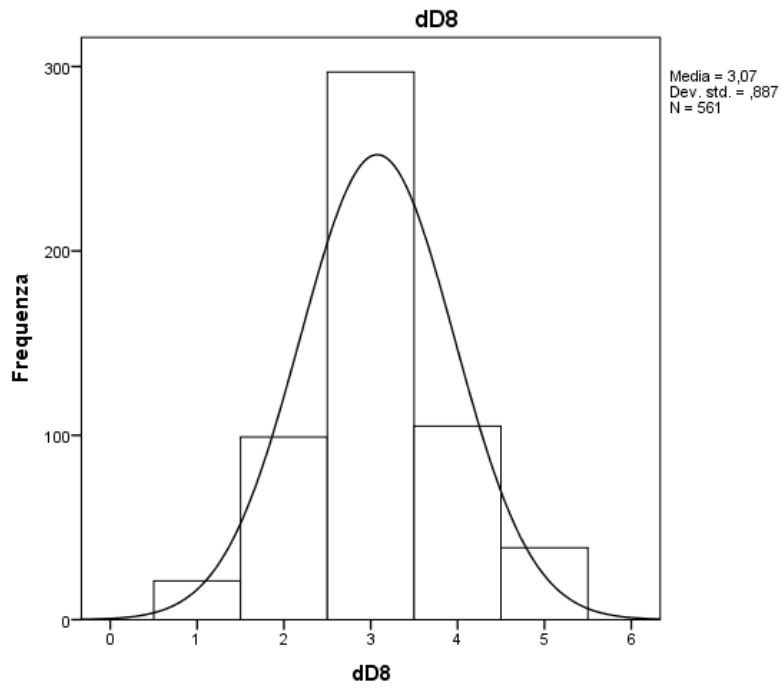 dD8
Media = 3,07
Dev. std. = ,887
N = 561
Frequenza
300
200
100
0
0 1 2 3 4 5 6
dD8